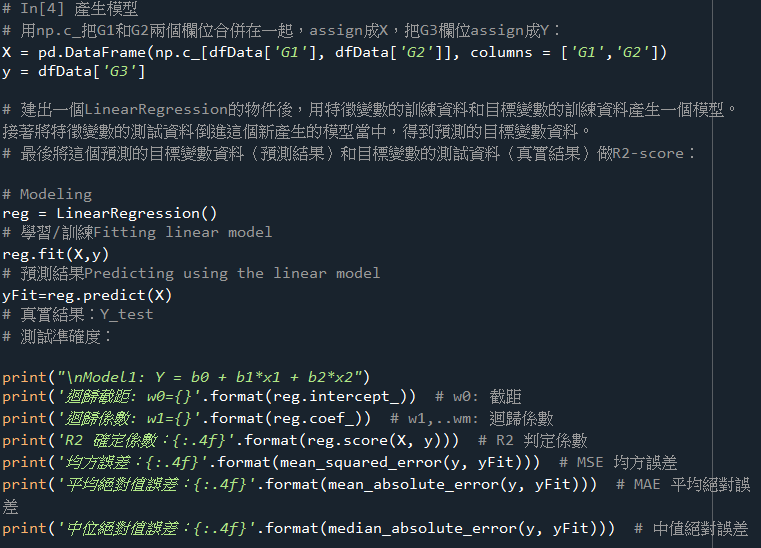 # In[4] 產生模型
# 用np.c_把G1和G2兩個欄位合併在一起，assign成X，把G3欄位assign成Y：
X = pd.DataFrame(np.c_[dfData['G1'], dfData['G2']], columns = ['G1','G2'])
y = dfData['G3']
# 建出一個LinearRegression的物件後，用特徵變數的訓練資料和目標變數的訓練資料產生一個模型。
接著將特徵變數的測試資料倒進這個新產生的模型當中，得到預測的目標變數資料。
# 最後將這個預測的目標變數資料（預測結果）和目標變數的測試資料（真實結果）做R2-score：
# Modeling
reg = LinearRegression()
# 學習/訓練Fitting linear model
reg.fit(X,y)
# 預測結果Predicting using the linear model
yFit=reg.predict(X)
# 真實結果：Y_test
# 測試準確度：
print("\nModel1: Y = b0 + b1*x1 + b2*x2")
print('迴歸截距: w0={}'.format(reg.intercept_))  # w0: 截距
print('迴歸係數: w1={}'.format(reg.coef_))  # w1,..wm: 迴歸係數
print('R2 確定係數：{:.4f}'.format(reg.score(X, y)))  # R2 判定係數
print('均方誤差：{:.4f}'.format(mean_squared_error(y, yFit)))  # MSE 均方誤差
print('平均絕對值誤差：{:.4f}'.format(mean_absolute_error(y, yFit)))  # MAE 平均絕對誤
差
print('中位絕對值誤差：{:.4f}'.format(median_absolute_error(y, yFit)))  # 中值絕對誤差